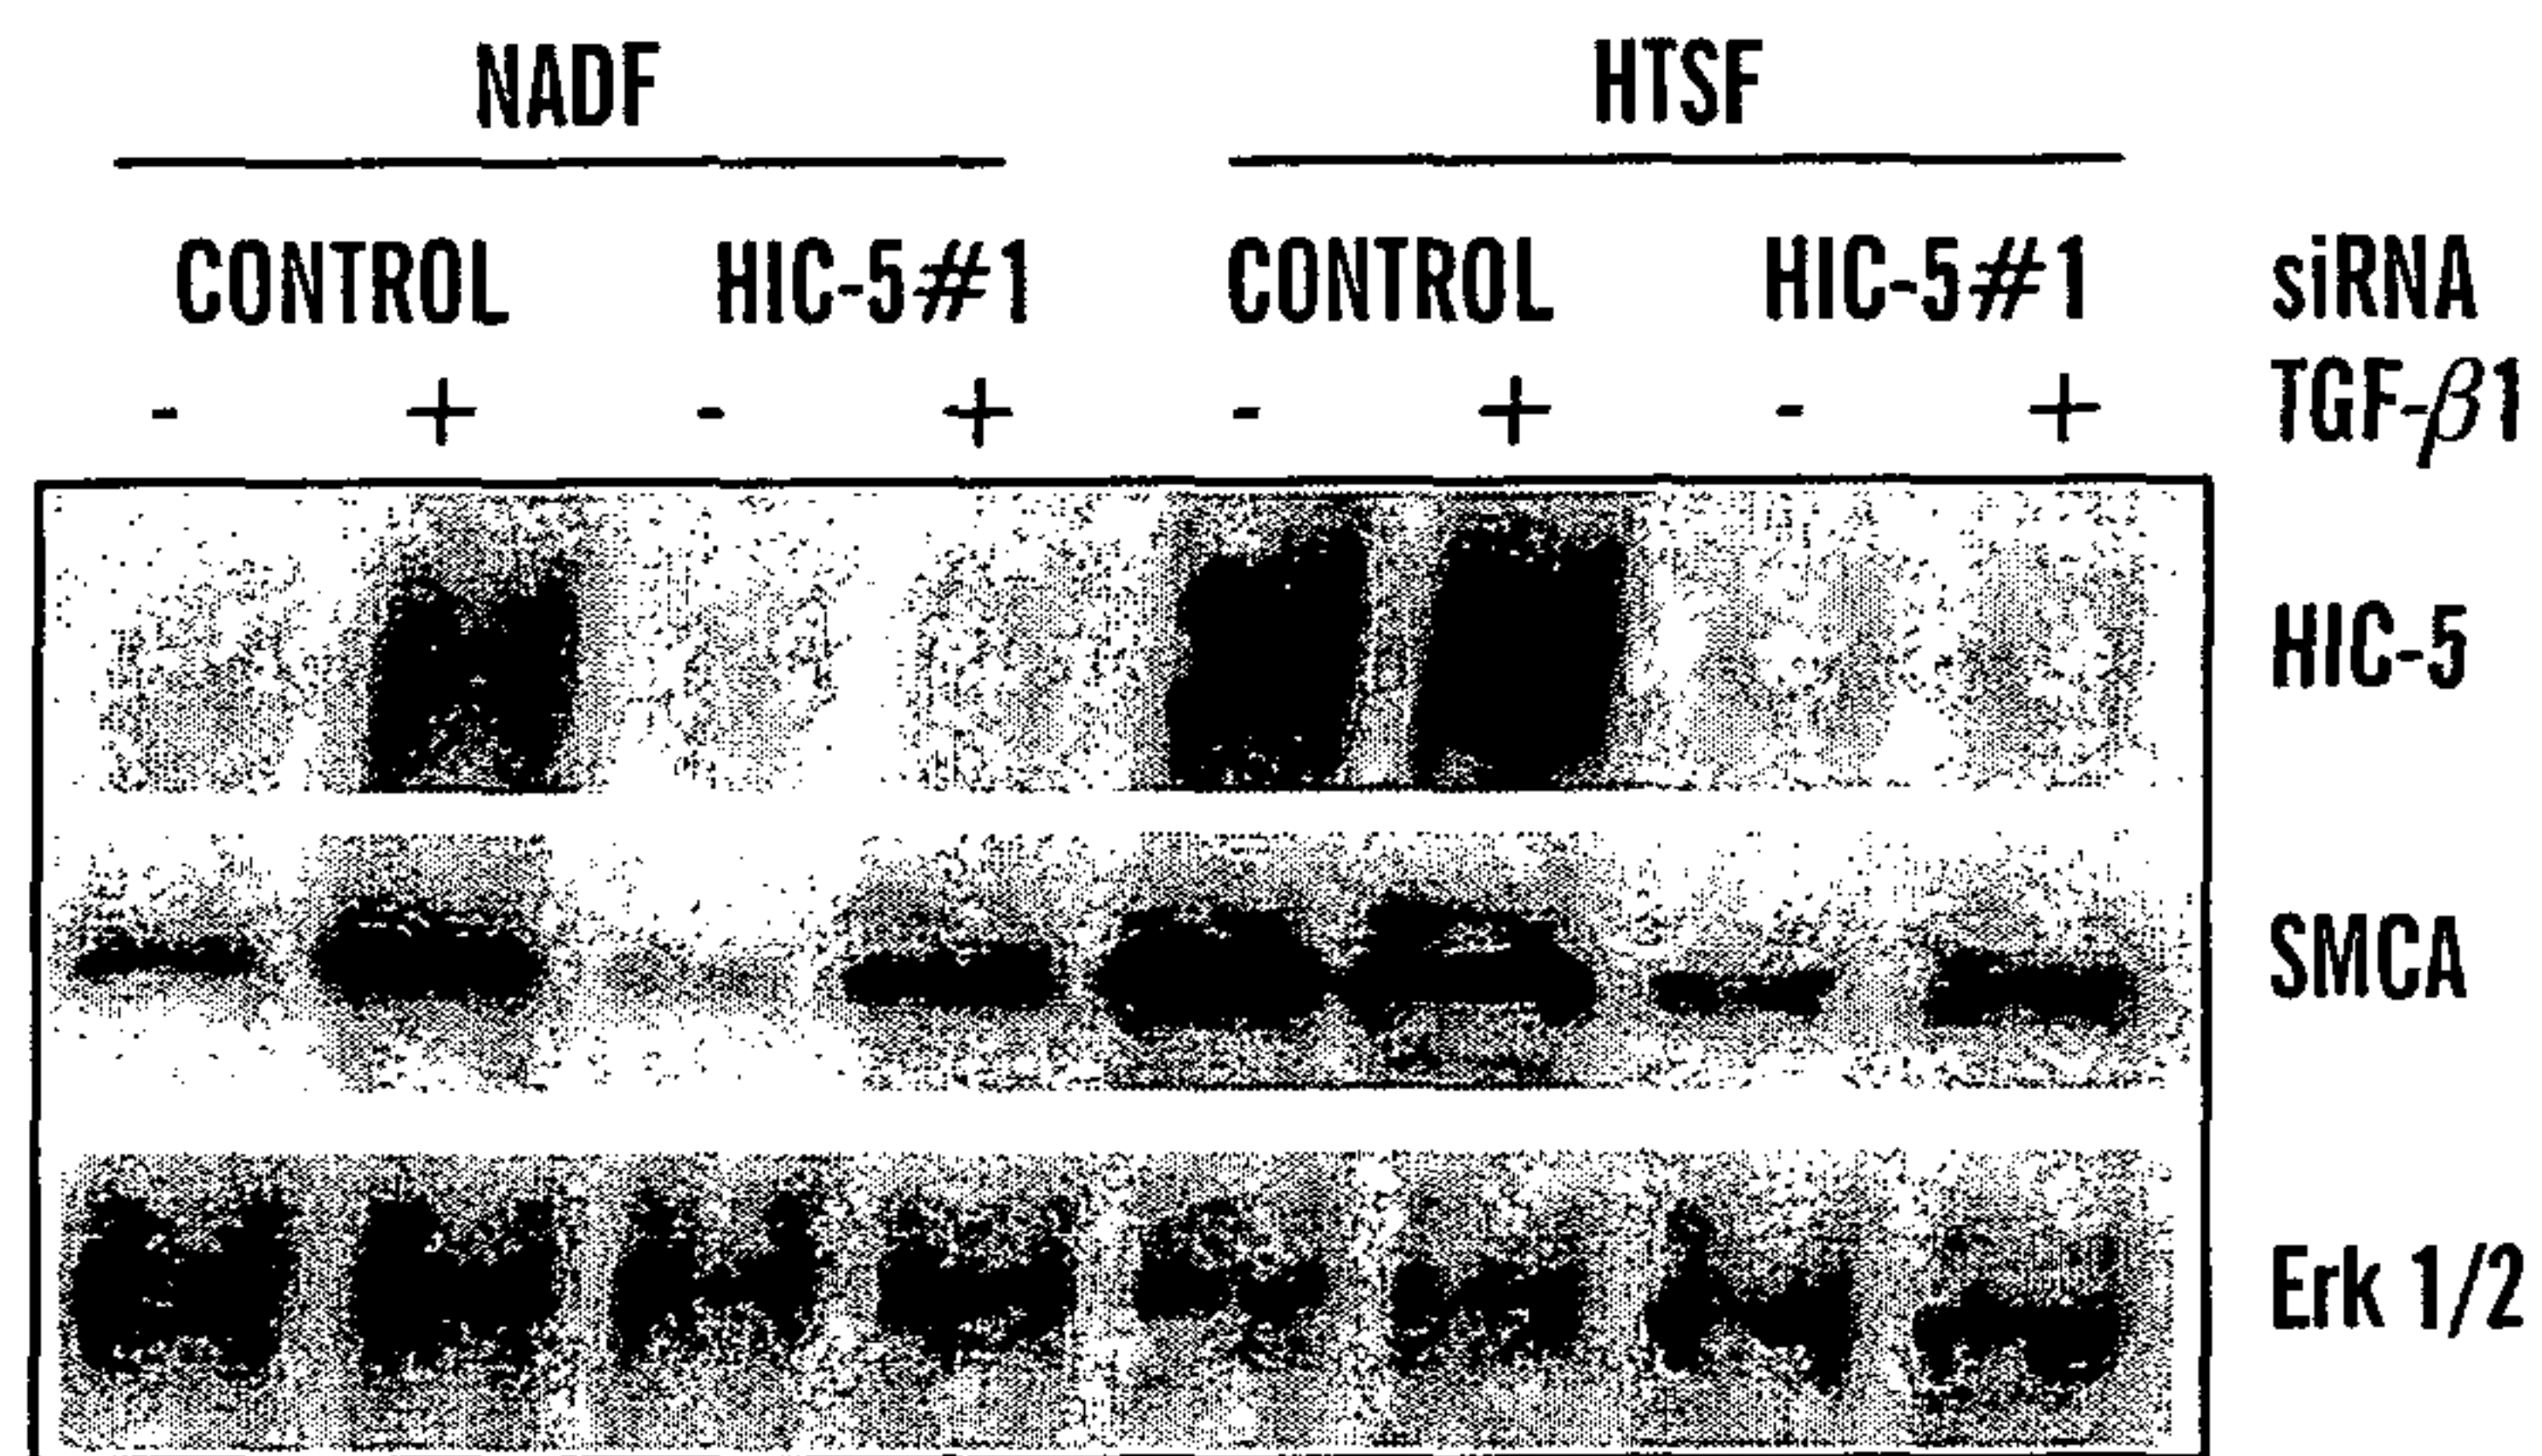 NADF HTSF
CONTROL HIC-5#1 CONTROL HIC-5#1 siRNA
- + - + - + - + TGF-β1
HIC-5
SMCA
Erk 1/2